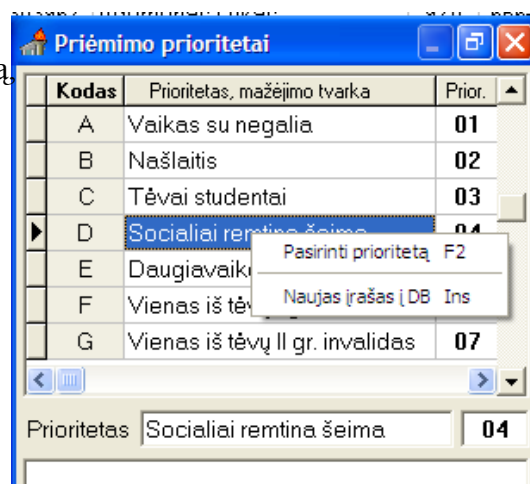 Priėmimo prioritetai
ą,
Kodas Prioritetas, mažėjimo tvarka Prior.
A Vaikas su negalia 01
B Našlaitis 02
C Tėvai studentai 03
D Socialiai remtina šeima 04
Pasirinti prioritetą F2
E
Naujas įrašas į DB Ins
F Vienas iš
G Vienas iš tėvų II gr. invalidas 07
Prioritetas Socialiai remtina šeima 04